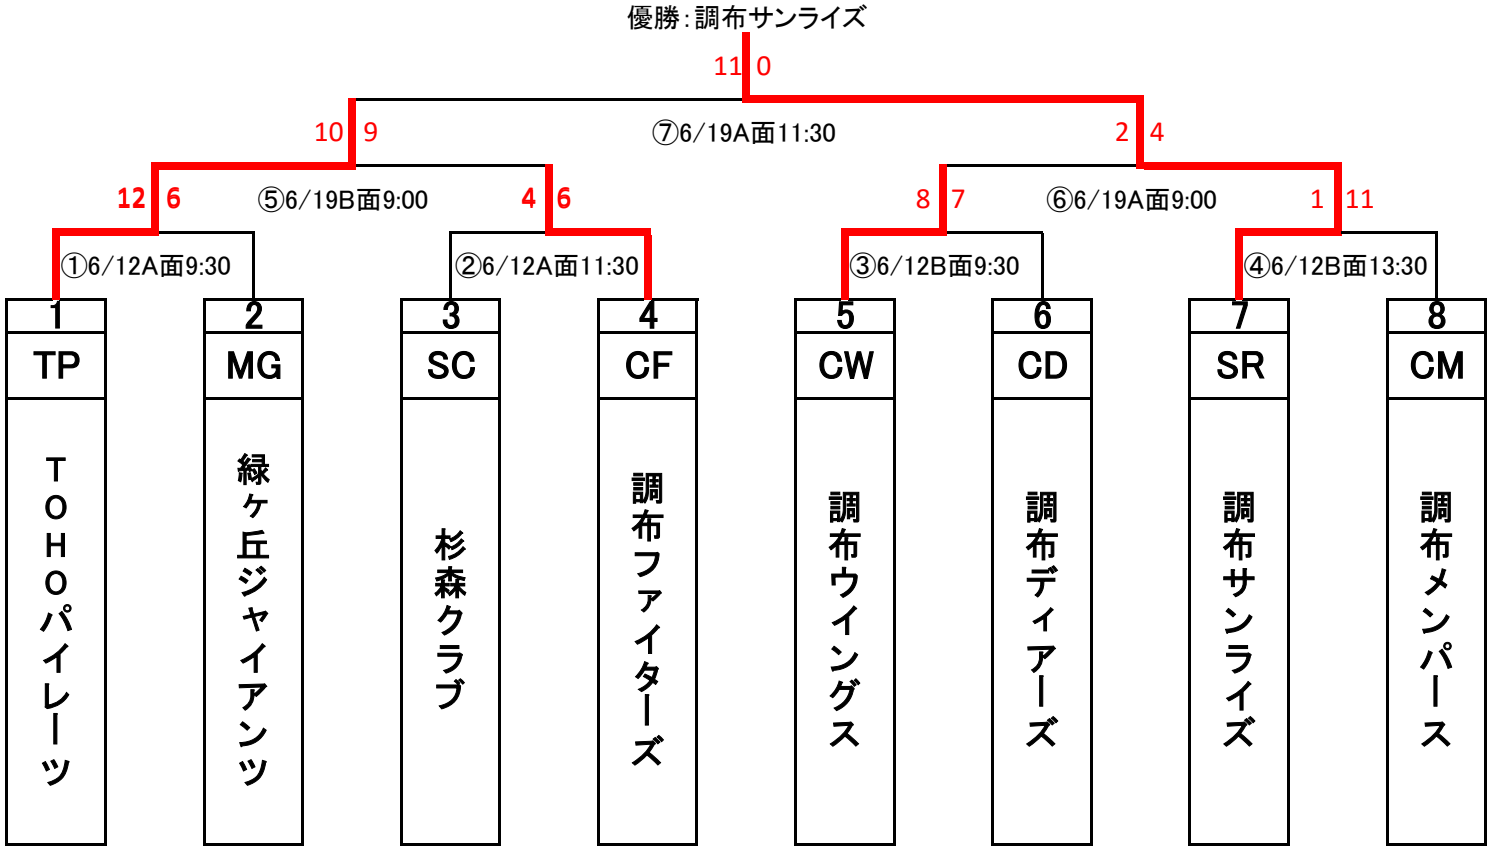 優勝：調布サンライズ
11 0
10 9 ⑦6/19A面11:30 2 4
12 6 ⑤6/19B面9:00 4 6 8 7 ⑥6/19A面9:00 1 11
①6/12A面9:30 ②6/12A面11:30 ③6/12B面9:30 ④6/12B面13:30
1 2 3 4 5 6 7 8
TP MG SC CF CW CD SR CM
TOHOパイレーツ
緑ヶ丘ジャイアンツ
杉森クラブ
調布ファイターズ
調布ウイングス
調布ディアーズ
調布サンライズ
調布メンパース